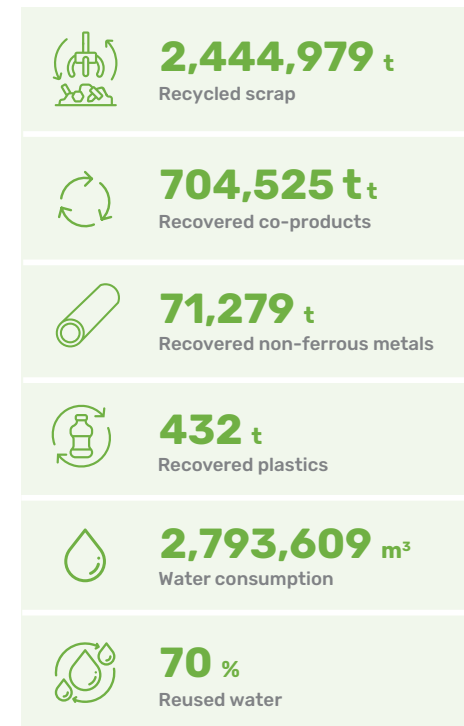 2,444,979 t
Recycled scrap
704,525 t t
Recovered co-products
71,279 t
Recovered non-ferrous metals
432 t
Recovered plastics
2,793,609 m³
Water consumption
70 %
Reused water